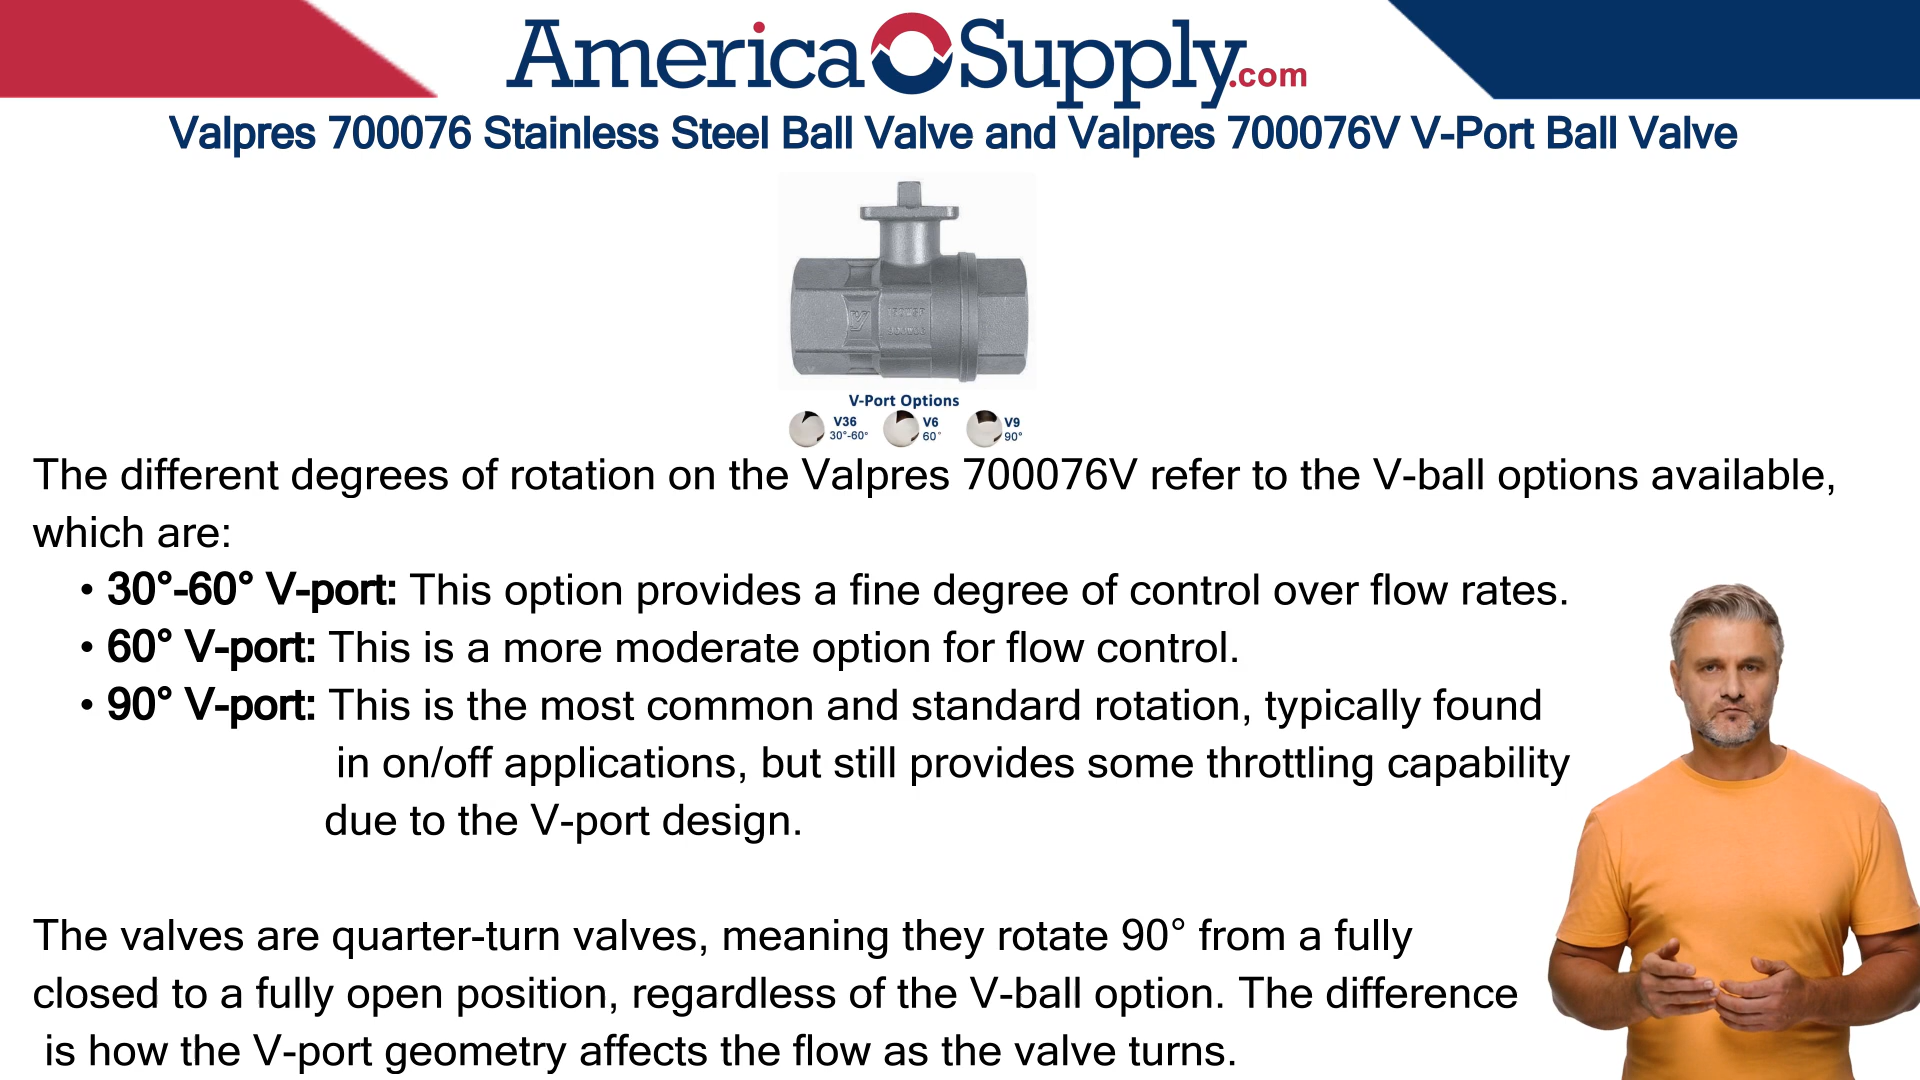 AmericaSupply.com
Valpres 700076 Stainless Steel Ball Valve and Valpres 700076V V-Port Ball Valve
V-Port Options
V36
30°-60°
V6
60°
V9
90°
The different degrees of rotation on the Valpres 700076V refer to the V-ball options available,
which are:
• 30°-60° V-port: This option provides a fine degree of control over flow rates.
• 60° V-port: This is a more moderate option for flow control.
• 90° V-port: This is the most common and standard rotation, typically found
in on/off applications, but still provides some throttling capability
due to the V-port design.
The valves are quarter-turn valves, meaning they rotate 90° from a fully
closed to a fully open position, regardless of the V-ball option. The difference
is how the V-port geometry affects the flow as the valve turns.